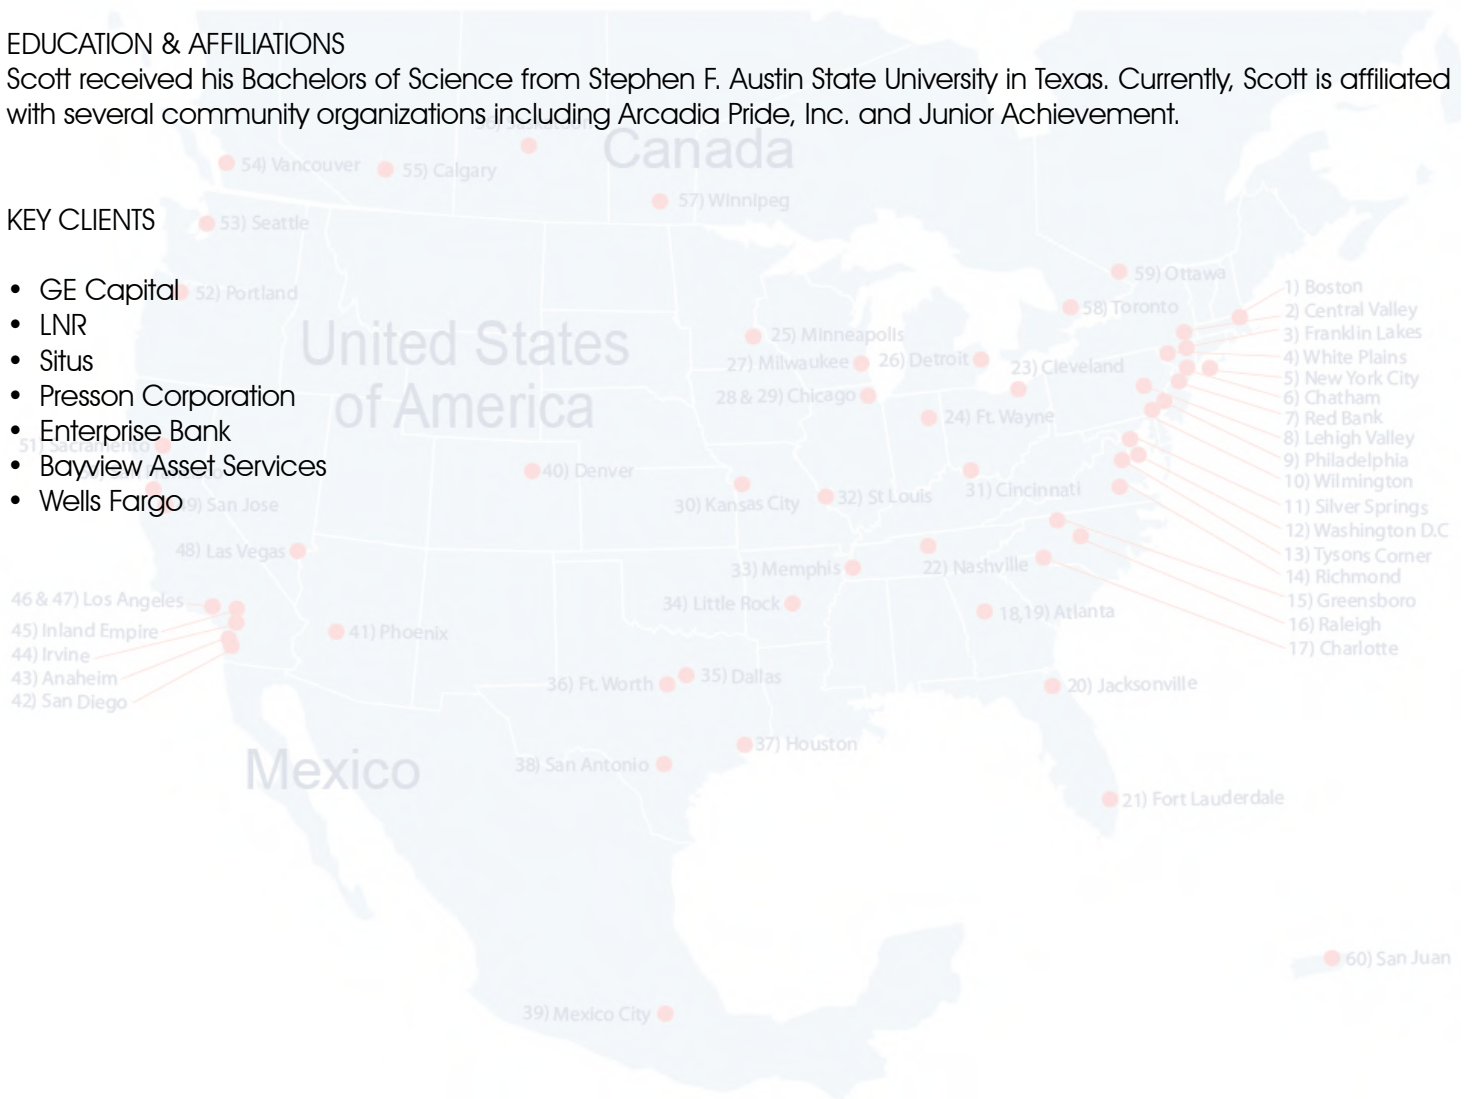 EDUCATION & AFFILIATIONS
Scott received his Bachelors of Science from Stephen F. Austin State University in Texas. Currently, Scott is affiliated
with several community organizations including Arcadia Pride, Inc. and Junior Achievement.
56) Saskatoon
Canada
54) Vancouver
55) Calgary
57) Winnipeg
KEY CLIENTS
53) Seattle
• GE Capital
52) Portland
• LNR
• Situs
• Presson Corporation
• Enterprise Bank
• Bayview Asset Services
• Wells Fargo
United States
of America
59) Ottawa
58) Toronto
25) Minneapolis
27) Milwaukee
26) Detroit
23) Cleveland
28 & 29) Chicago
24) Ft. Wayne
1) Boston
2) Central Valley
3) Franklin Lakes
4) White Plains
5) New York City
6) Chatham
7) Red Bank
8) Lehigh Valley
9) Philadelphia
10) Wilmington
11) Silver Springs
12) Washington D.C
13) Tysons Corner
14) Richmond
15) Greensboro
16) Raleigh
17) Charlotte
51) Sacramento
49) San Jose
40) Denver
30) Kansas City
32) St Louis
31) Cincinnati
48) Las Vegas
33) Memphis
22) Nashville
34) Little Rock
18,19) Atlanta
46 & 47) Los Angeles
45) Inland Empire
44) Irvine
43) Anaheim
42) San Diego
41) Phoenix
36) Ft. Worth
35) Dallas
20) Jacksonville
Mexico
37) Houston
38) San Antonio
21) Fort Lauderdale
60) San Juan
39) Mexico City